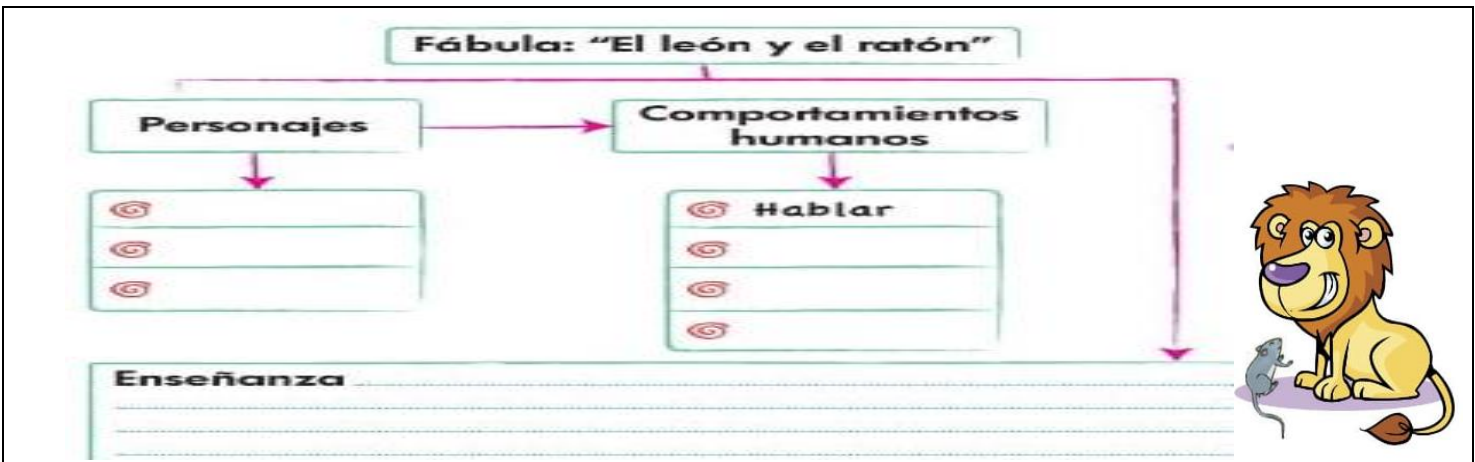 Fábula: “El león y el ratón”
Personajes
Comportamientos
humanos
Hablar
Enseñanza